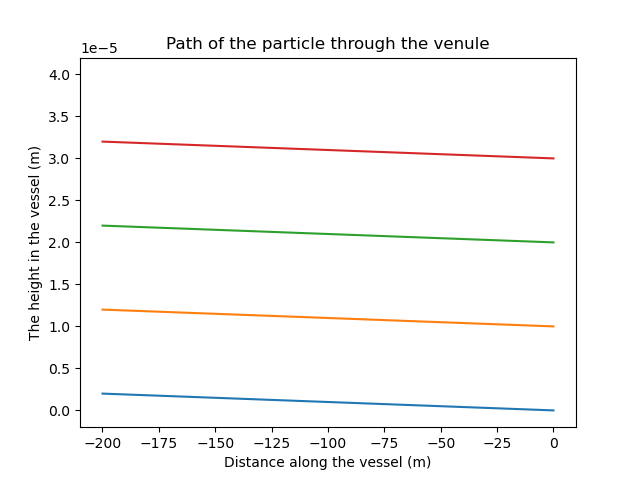 Path of the particle through the venule
1e−5
4.0
3.5
3.0
2.5
2.0
1.5
1.0
0.5
0.0
The height in the vessel (m)
−200 −175 −150 −125 −100 −75 −50 −25 0
Distance along the vessel (m)